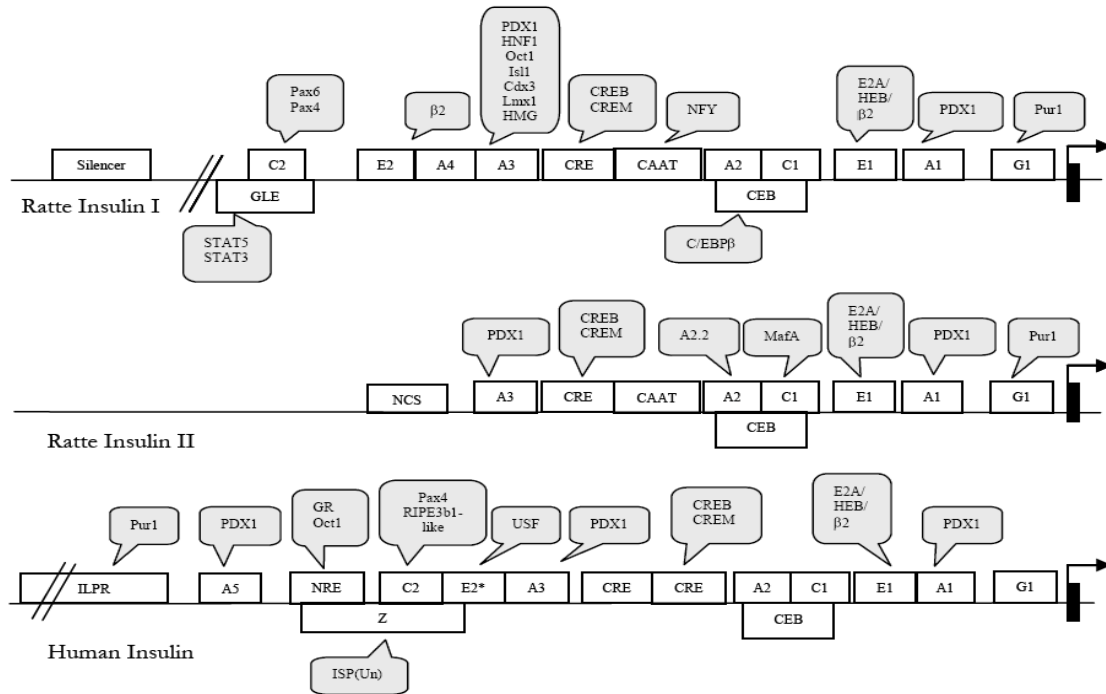 PDX1
HNF1
Oct1
Isl1
Cdx3
Lmx1
HMG
Pax6
Pax4
β2
CREB
CREM
NFY
E2A/
HEB/
β2
PDX1
Pur1
Silencer
C2
E2
A4
A3
CRE
CAAT
A2
C1
E1
A1
G1
GLE
CEB
Ratte Insulin I
STAT5
STAT3
C/EBPβ
PDX1
CREB
CREM
A2.2
MafA
E2A/
HEB/
β2
PDX1
Pur1
NCS
A3
CRE
CAAT
A2
C1
E1
A1
G1
CEB
Ratte Insulin II
Pur1
PDX1
GR
Oct1
Pax4
RIPE3b1-
like
USF
PDX1
CREB
CREM
E2A/
HEB/
β2
PDX1
ILPR
A5
NRE
C2
E2*
A3
CRE
CRE
A2
C1
E1
A1
G1
Z
CEB
Human Insulin
ISP(Un)